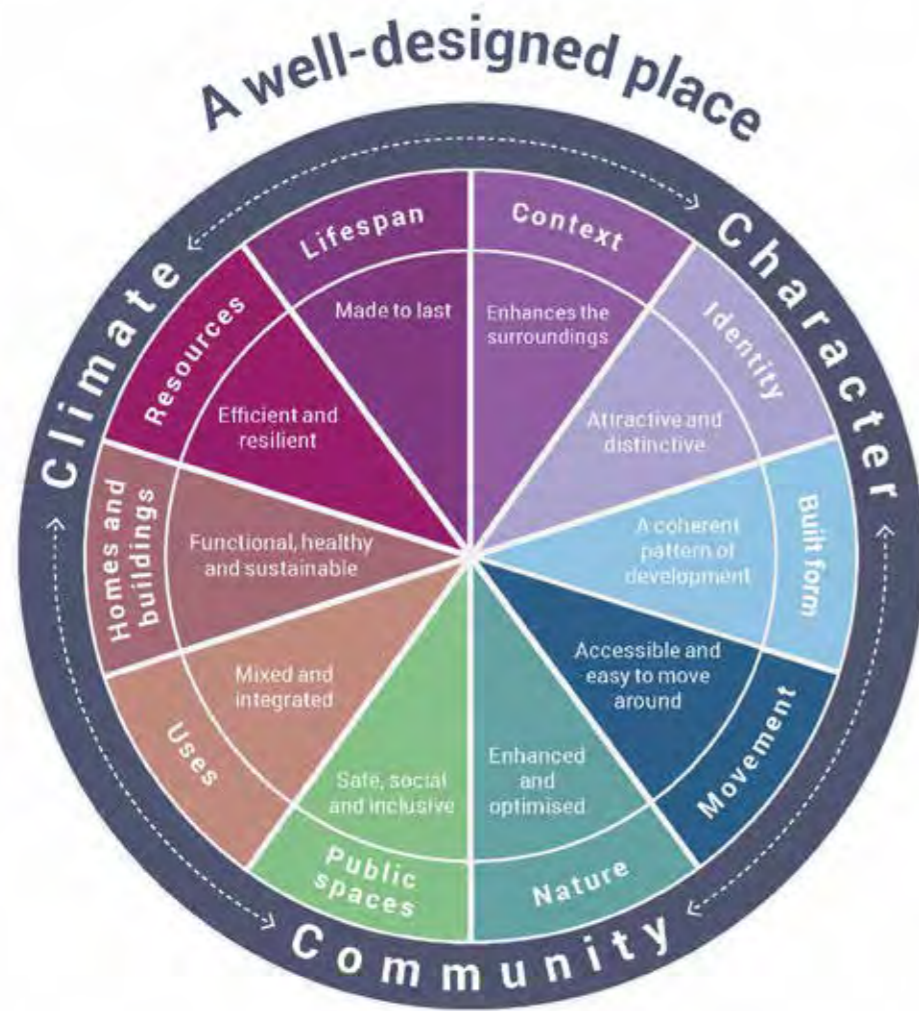 A well-designed place
Climate
Character
Community
Context
Enhances the
surroundings
Identity
Attractive and
distinctive
Built form
A coherent
pattern of
development
Movement
Accessible and
easy to move
around
Nature
Enhanced
and
optimised
Public
spaces
Safe, social
and inclusive
Uses
Mixed and
integrated
Homes and
buildings
Functional, healthy
and sustainable
Resources
Efficient and
resilient
Lifespan
Made to last